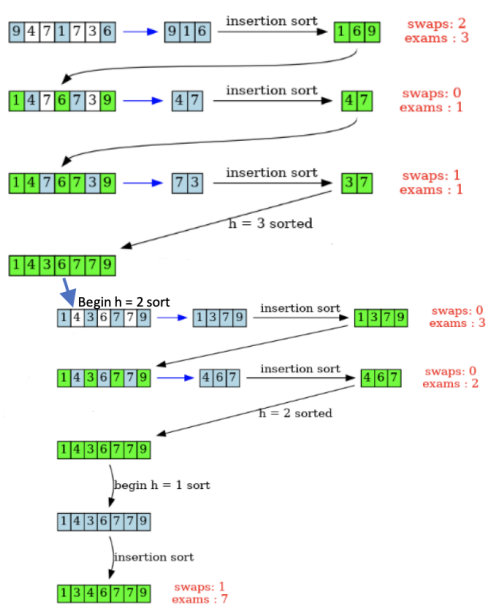 9 4 7 1 7 3 6 9 1 6 insertion sort 1 6 9 swaps: 2
exams : 3
1 4 7 6 7 3 9 4 7 insertion sort 4 7 swaps: 0
exams : 1
1 4 7 6 7 3 9 7 3 insertion sort 3 7 swaps: 1
exams : 1
h = 3 sorted
1 4 3 6 7 7 9
Begin h = 2 sort
1 4 3 6 7 7 9 1 3 7 9 insertion sort 1 3 7 9 swaps: 0
exams : 3
1 4 3 6 7 7 9 4 6 7 insertion sort 4 6 7 swaps: 0
exams : 2
h = 2 sorted
1 4 3 6 7 7 9
begin h = 1 sort
1 4 3 6 7 7 9
insertion sort
1 3 4 6 7 7 9 swaps: 1
exams : 7